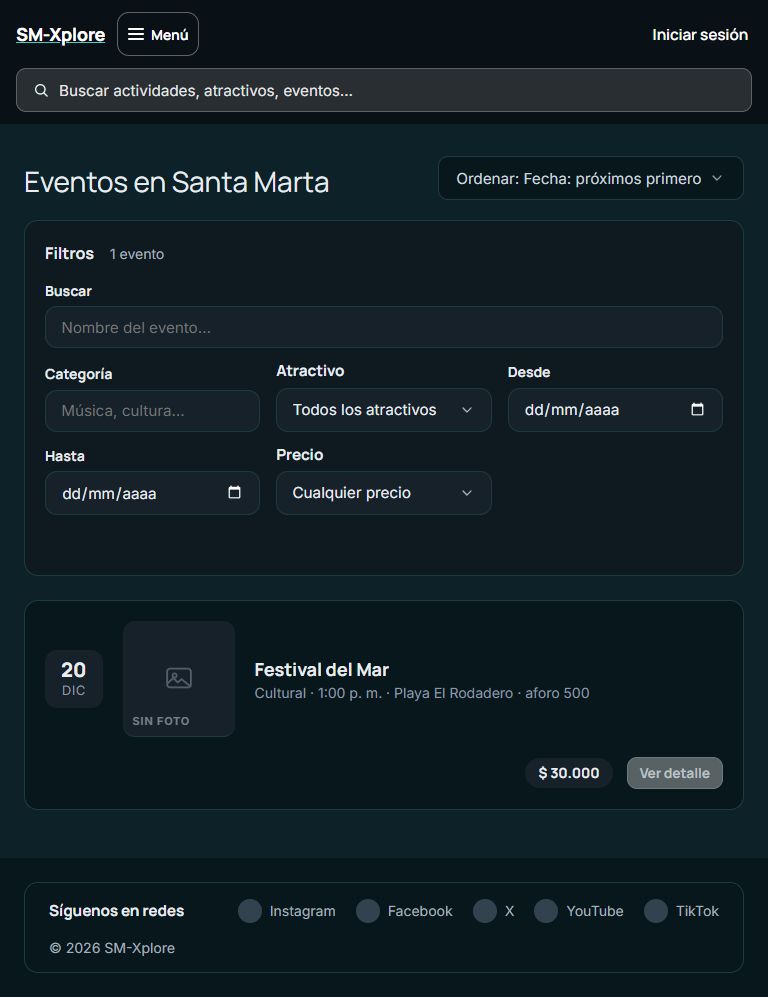 SM-Xplore Menú Iniciar sesión
Buscar actividades, atractivos, eventos...
Eventos en Santa Marta Ordenar: Fecha: próximos primero
Filtros 1 evento
Buscar
Nombre del evento...
Categoría Atractivo Desde
Música, cultura... Todos los atractivos dd/mm/aaaa
Hasta Precio
dd/mm/aaaa Cualquier precio
20
DIC
SIN FOTO
Festival del Mar
Cultural · 1:00 p. m. · Playa El Rodadero · aforo 500
$ 30.000 Ver detalle
Síguenos en redes Instagram Facebook X YouTube TikTok
© 2026 SM-Xplore